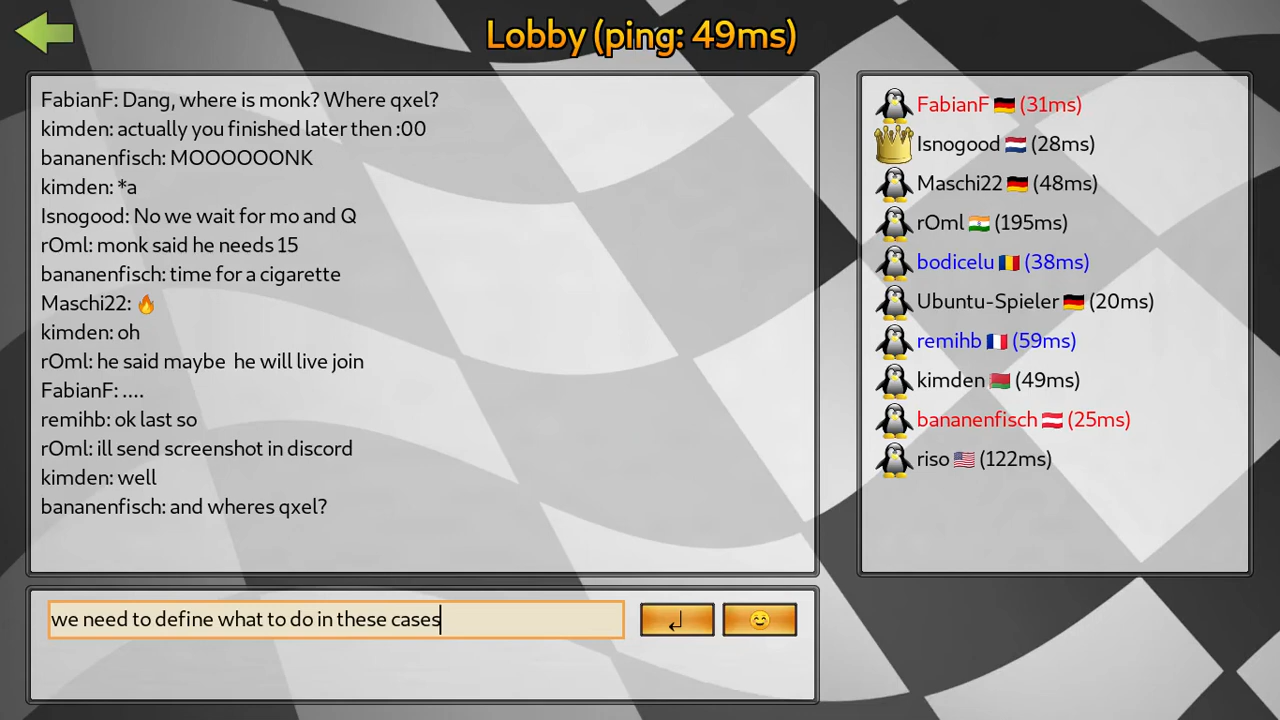 Lobby (ping: 49ms)
FabianF: Dang, where is monk? Where qxel?
kimden: actually you finished later then :00
bananenfisch: MOOOOOONK
kimden: *a
Isnogood: No we wait for mo and Q
rOml: monk said he needs 15
bananenfisch: time for a cigarette
Maschi22: 🔥
kimden: oh
rOml: he said maybe  he will live join
FabianF: ....
remihb: ok last so
rOml: ill send screenshot in discord
kimden: well
bananenfisch: and wheres qxel?
we need to define what to do in these cases
FabianF 🇩🇪 (31ms)
Isnogood 🇳🇱 (28ms)
Maschi22 🇩🇪 (48ms)
rOml 🇮🇳 (195ms)
bodicelu 🇷🇴 (38ms)
Ubuntu-Spieler 🇩🇪 (20ms)
remihb 🇫🇷 (59ms)
kimden 🇧🇾 (49ms)
bananenfisch 🇦🇹 (25ms)
riso 🇺🇸 (122ms)